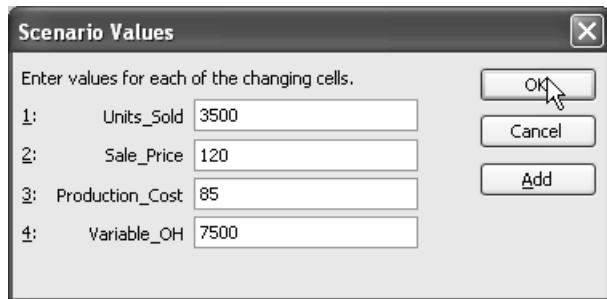 Scenario Values
Enter values for each of the changing cells.
1: Units_Sold 3500
2: Sale_Price 120
3: Production_Cost 85
4: Variable_OH 7500
OK
Cancel
Add